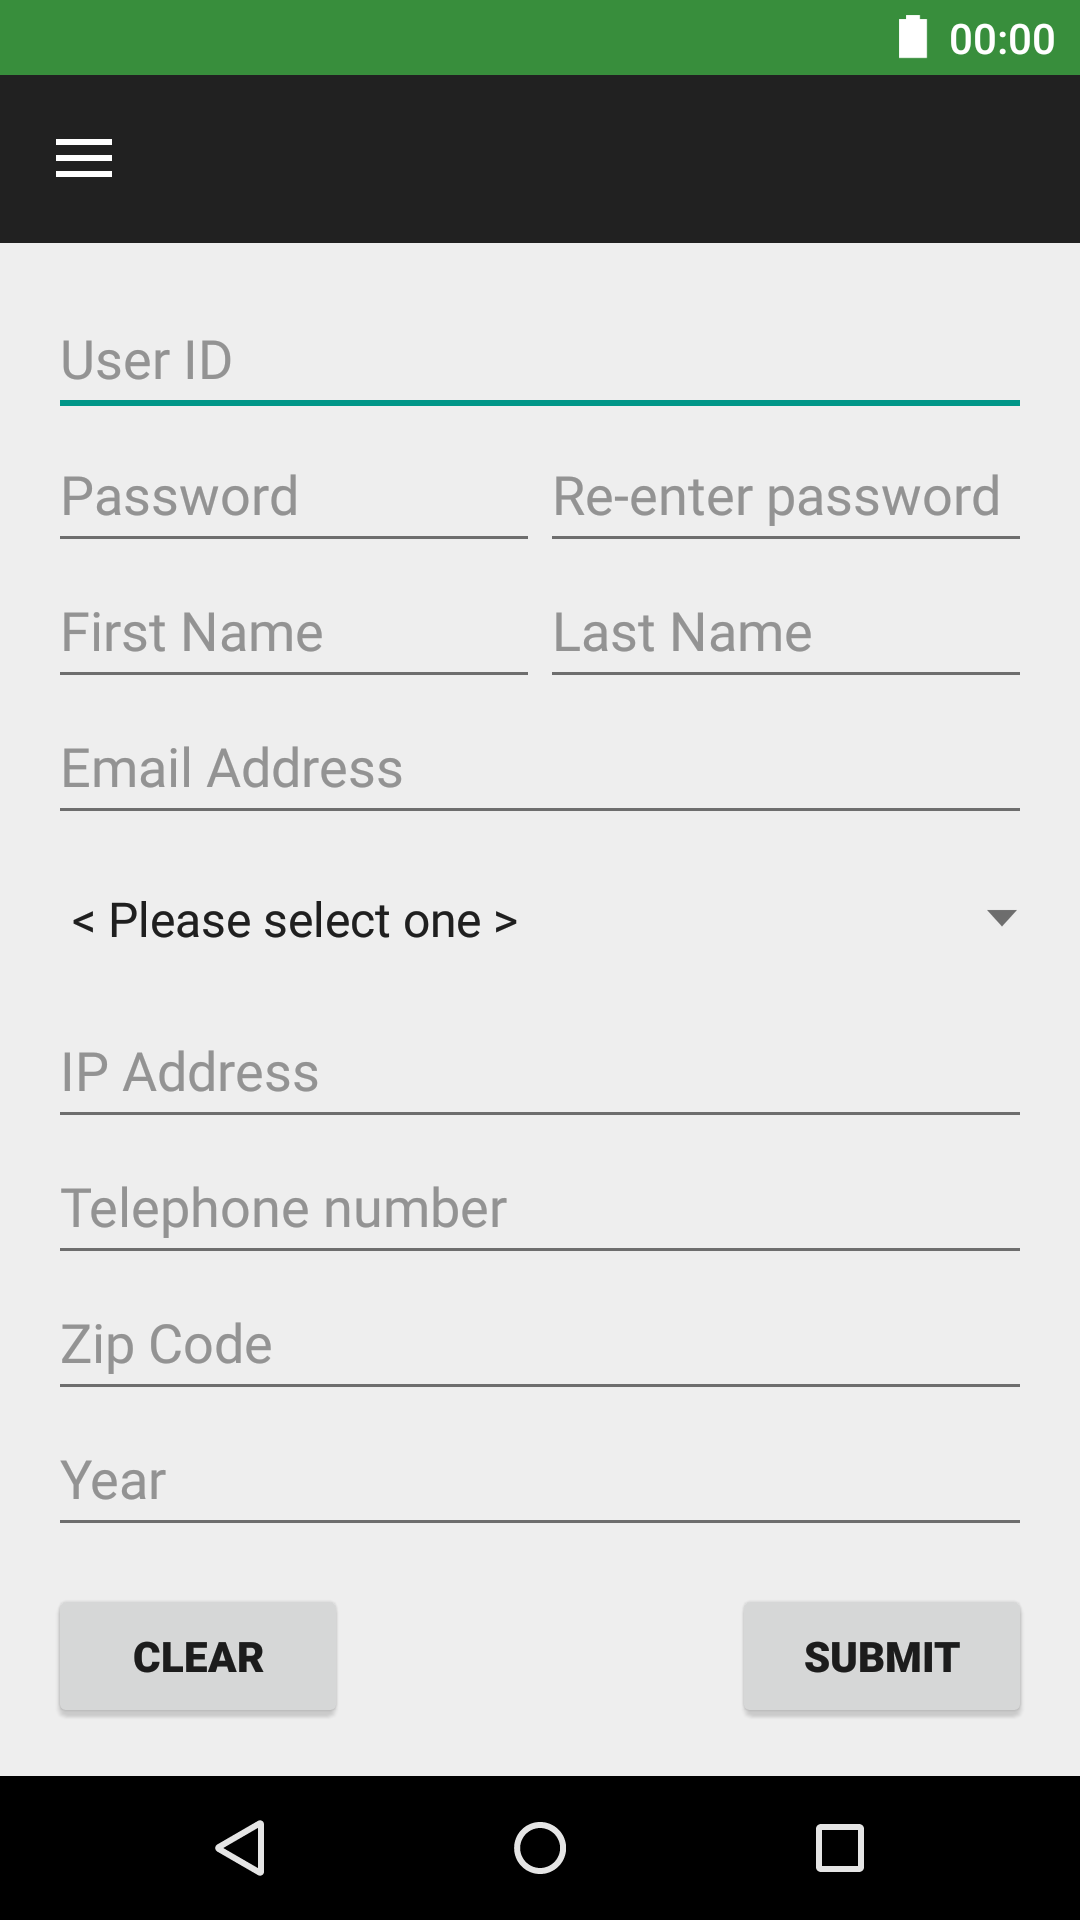 00:00
User ID
Password Re-enter password
First Name Last Name
Email Address
< Please select one >
IP Address
Telephone number
Zip Code
Year
CLEAR SUBMIT